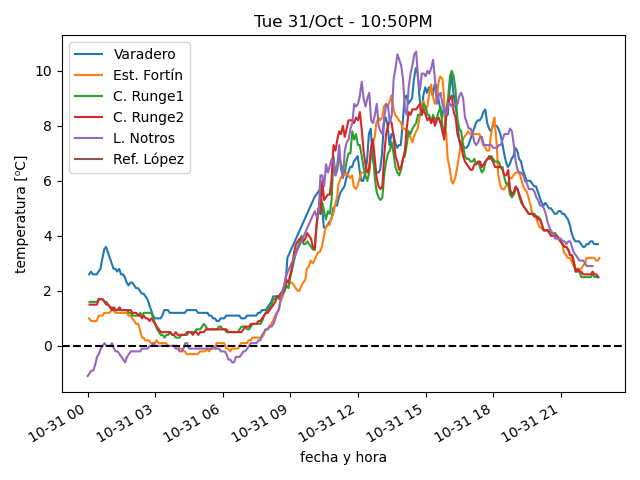 Tue 31/Oct - 10:50PM
Varadero
Est. Fortín
C. Runge1
C. Runge2
L. Notros
Ref. López
temperatura [ºC]
10
8
6
4
2
0
10-31 00
10-31 03
10-31 06
10-31 09
10-31 12
10-31 15
10-31 18
10-31 21
fecha y hora